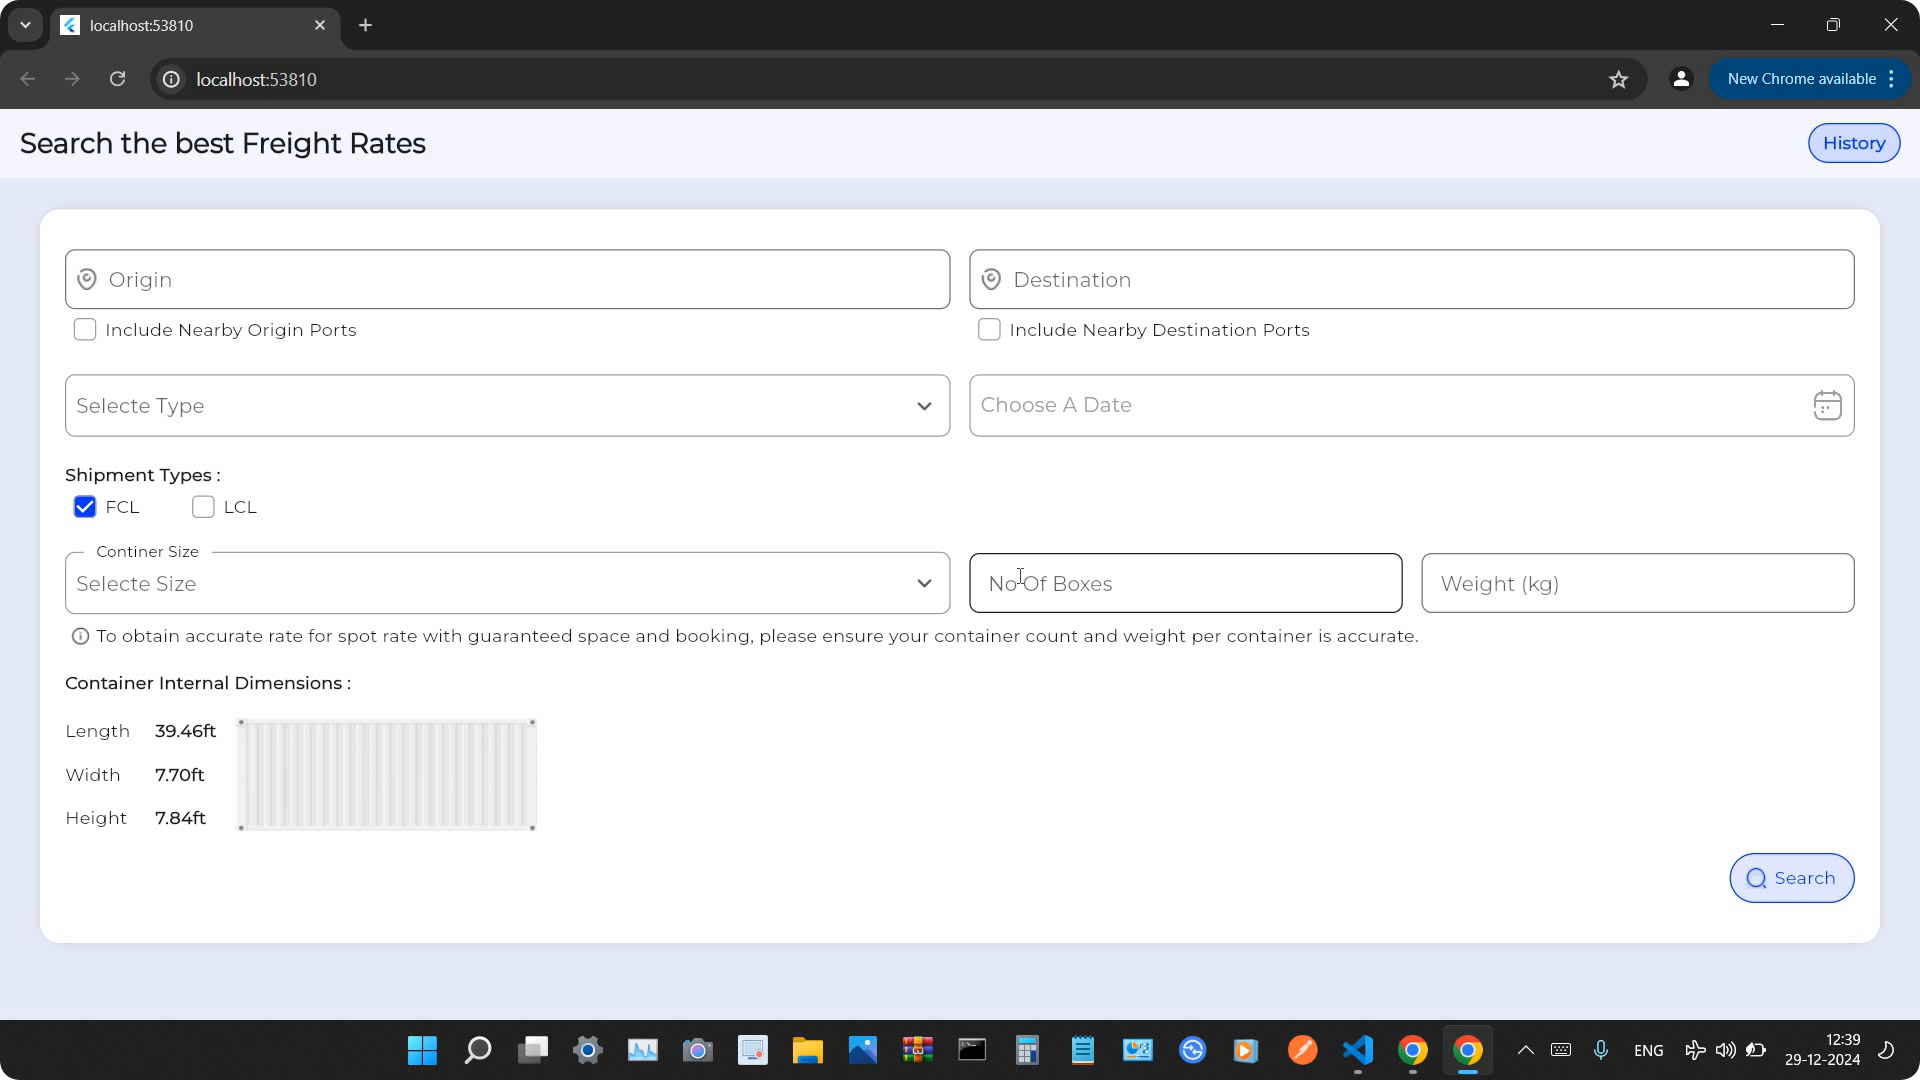 localhost:53810
localhost:53810
New Chrome available
Search the best Freight Rates
History
Origin
Destination
Include Nearby Origin Ports
Include Nearby Destination Ports
Selecte Type
Choose A Date
Shipment Types :
FCL
LCL
Continer Size
Selecte Size
No Of Boxes
Weight (kg)
To obtain accurate rate for spot rate with guaranteed space and booking, please ensure your container count and weight per container is accurate.
Container Internal Dimensions :
Length 39.46ft
Width 7.70ft
Height 7.84ft
Search
ENG
12:39
29-12-2024